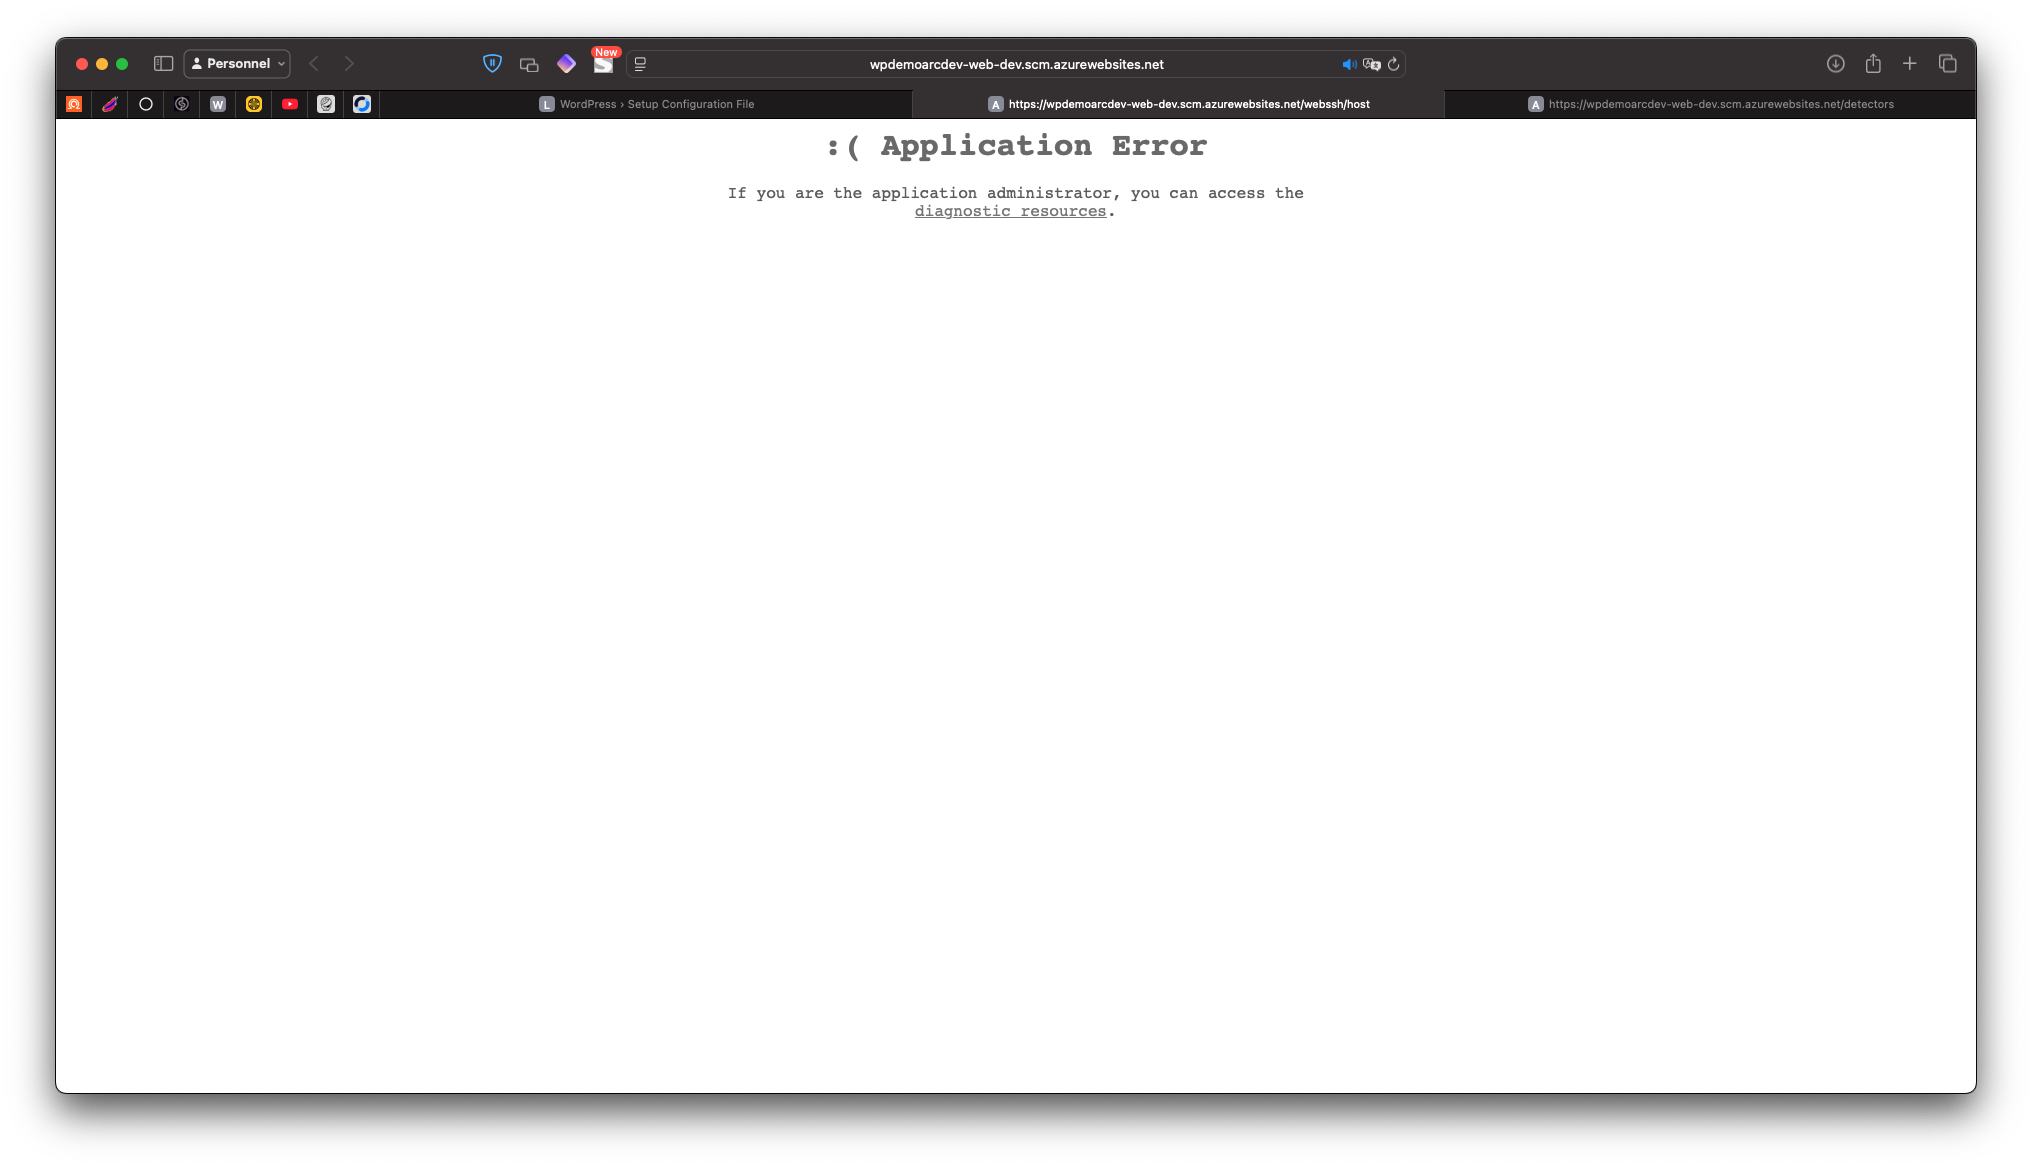 Personnel
New
wpdemoarcdev-web-dev.scm.azurewebsites.net
W
L WordPress › Setup Configuration File
A https://wpdemoarcdev-web-dev.scm.azurewebsites.net/webssh/host
A https://wpdemoarcdev-web-dev.scm.azurewebsites.net/detectors
:( Application Error
If you are the application administrator, you can access the
diagnostic resources.